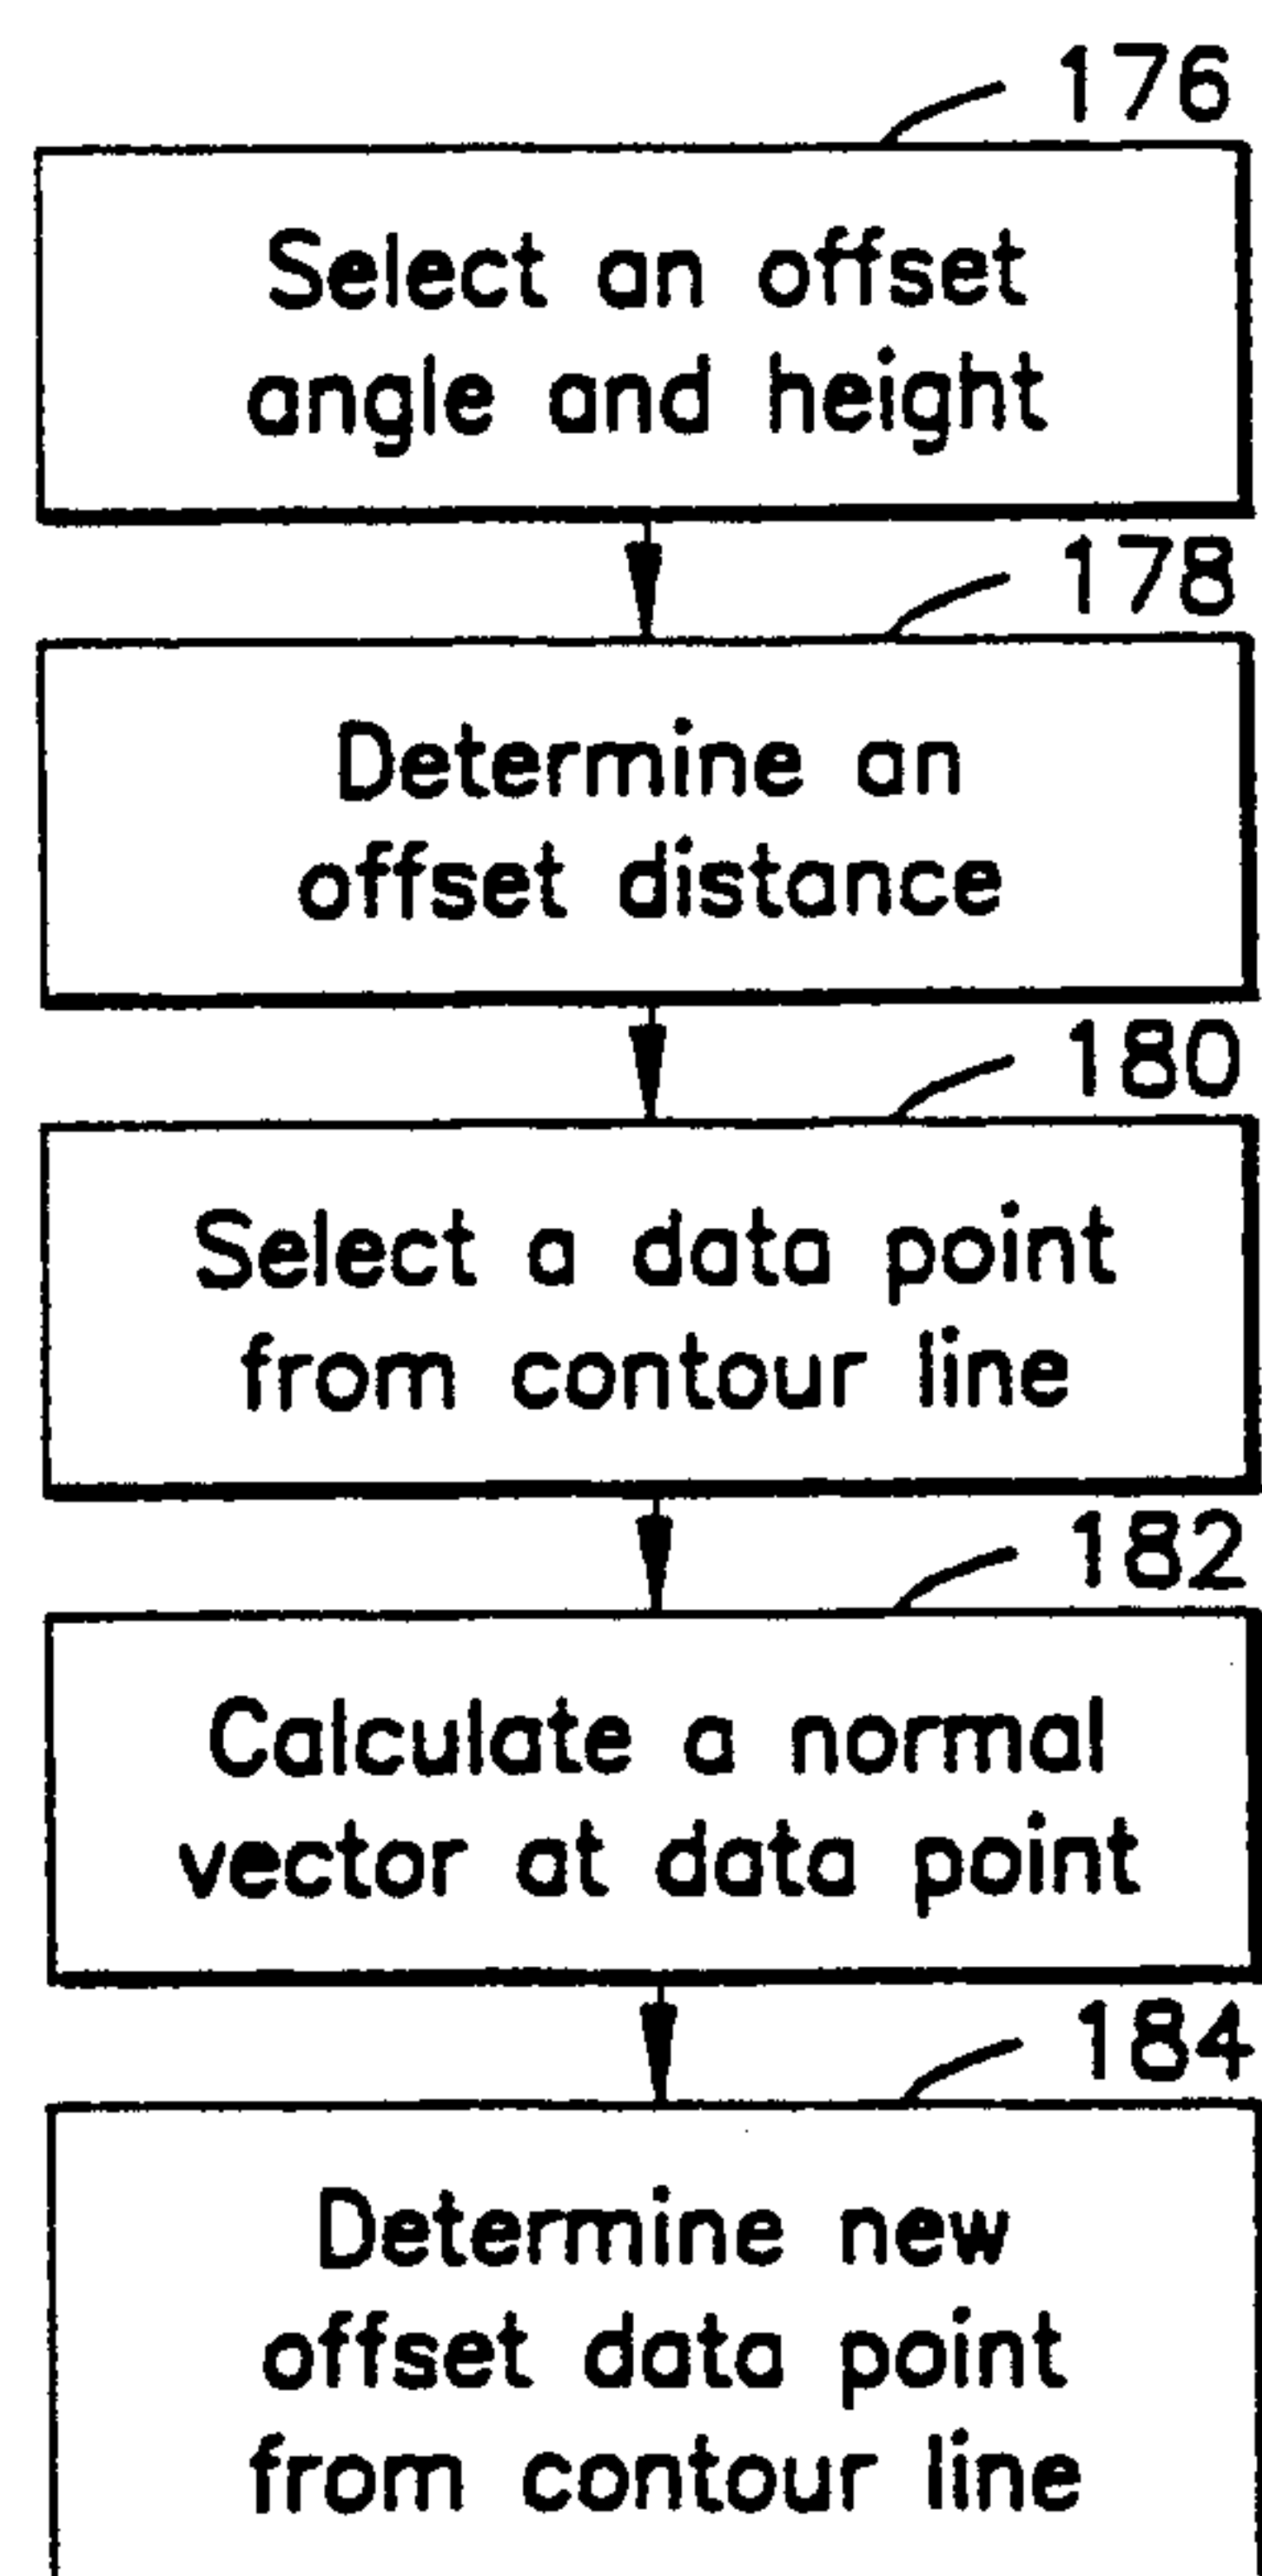 176
Select an offset
angle and height
178
Determine an
offset distance
180
Select a data point
from contour line
182
Calculate a normal
vector at data point
184
Determine new
offset data point
from contour line